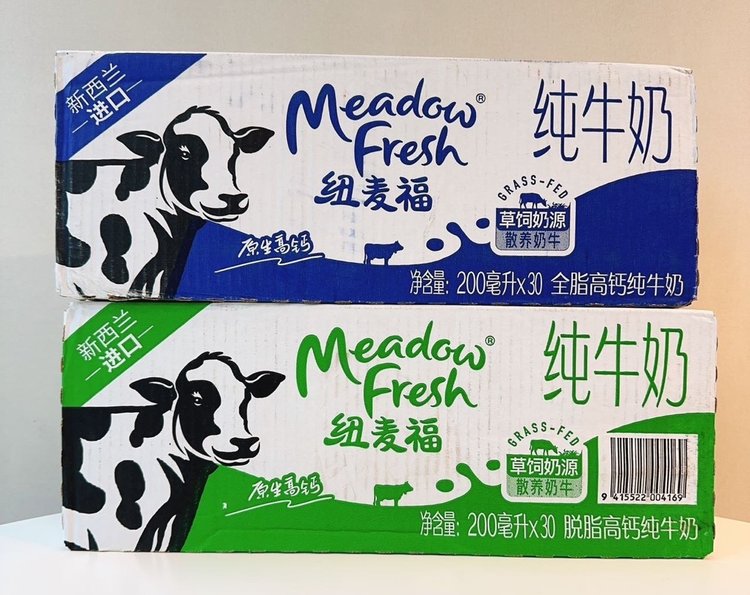 新西兰
进口
Meadow Fresh®
纽麦福
原生高钙
纯牛奶
GRASS-FED
草饲奶源
散养奶牛
净含量: 200毫升x30 全脂高钙纯牛奶
新西兰
进口
Meadow Fresh®
纽麦福
原生高钙
纯牛奶
GRASS-FED
草饲奶源
散养奶牛
9 415522 004169
净含量: 200毫升x30 脱脂高钙纯牛奶